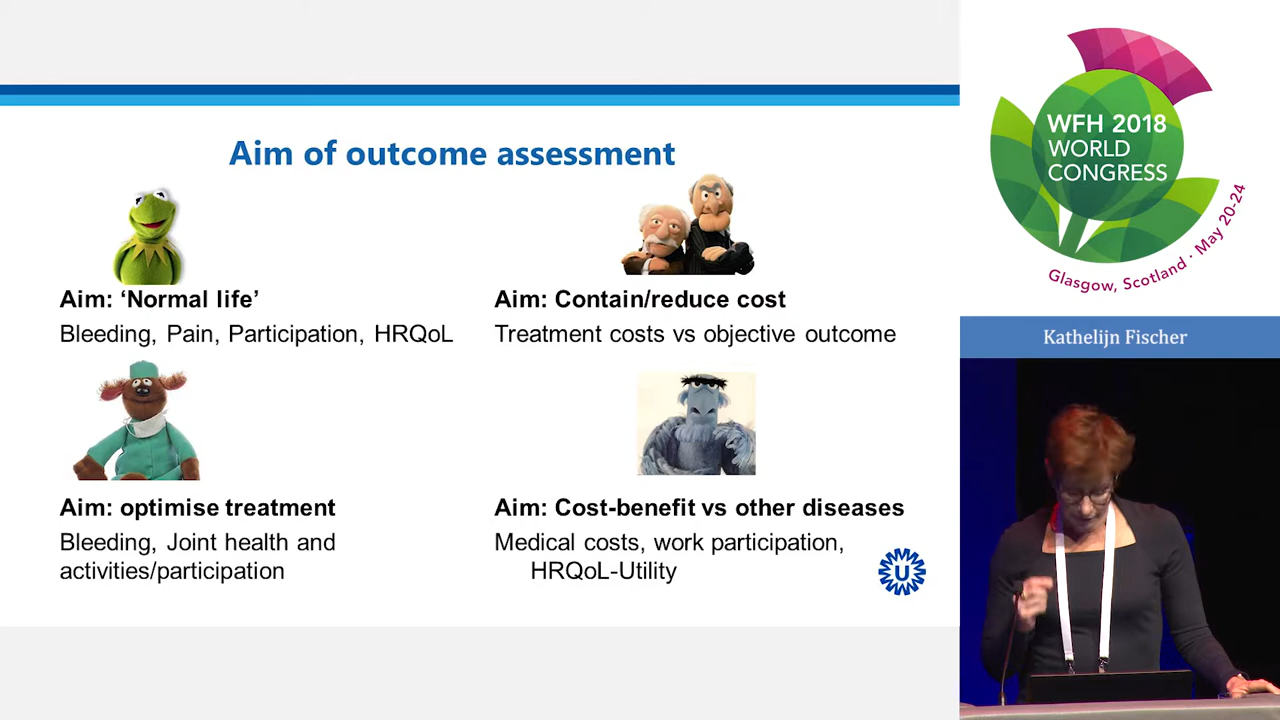 Aim of outcome assessment
Aim: ‘Normal life’
Bleeding, Pain, Participation, HRQoL
Aim: Contain/reduce cost
Treatment costs vs objective outcome
Aim: optimise treatment
Bleeding, Joint health and
activities/participation
Aim: Cost-benefit vs other diseases
Medical costs, work participation,
HRQoL-Utility
U
WFH 2018
WORLD
CONGRESS
Glasgow, Scotland · May 20-24
Kathelijn Fischer